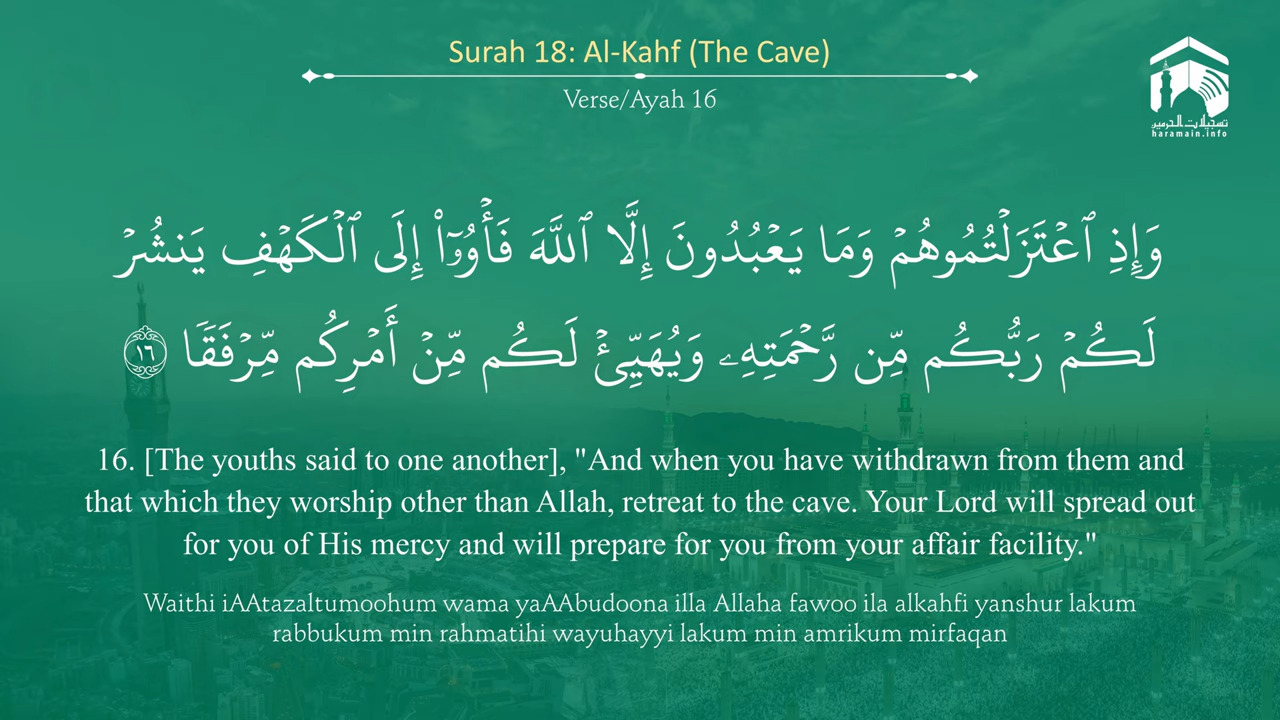 Surah 18: Al-Kahf (The Cave)
Verse/Ayah 16
تسجيلات الحرمين
haramain.info
وَإِذِ ٱعْتَزَلْتُمُوهُمْ وَمَا يَعْبُدُونَ إِلَّا ٱللَّهَ فَأْوُۥٓا۟ إِلَى ٱلْكَهْفِ يَنشُرْ
لَكُمْ رَبُّكُم مِّن رَّحْمَتِهِۦ وَيُهَيِّئْ لَكُم مِّنْ أَمْرِكُم مِّرْفَقًا ١٦
16. [The youths said to one another], "And when you have withdrawn from them and
that which they worship other than Allah, retreat to the cave. Your Lord will spread out
for you of His mercy and will prepare for you from your affair facility."
Waithi iAAtazaltumoohum wama yaAAbudoona illa Allaha fawoo ila alkahfi yanshur lakum
rabbukum min rahmatihi wayuhayyi lakum min amrikum mirfaqan